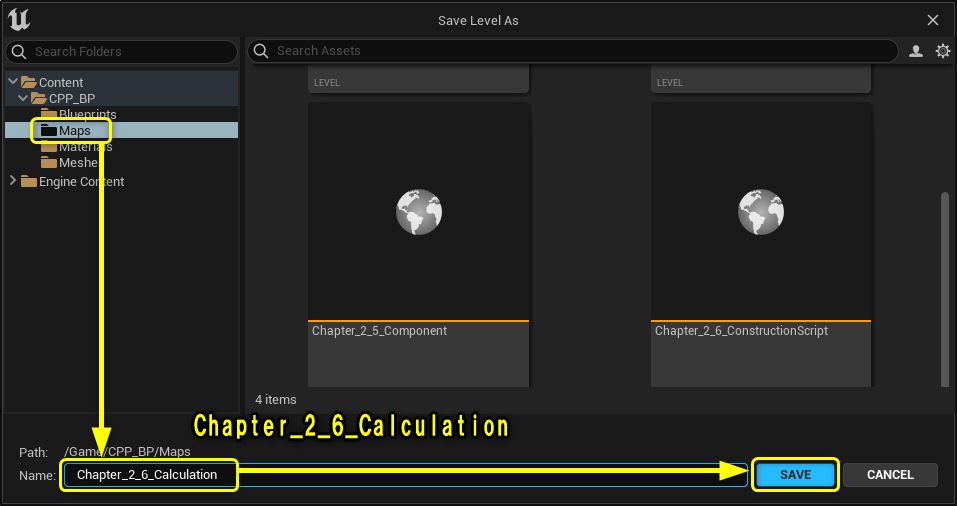 Save Level As
Search Folders
Search Assets
Content
CPP_BP
Blueprints
Maps
Materials
Meshes
Engine Content
LEVEL
LEVEL
Chapter_2_5_Component
Chapter_2_6_ConstructionScript
4 items
Chapter_2_6_Calculation
Path: /Game/CPP_BP/Maps
Name: Chapter_2_6_Calculation
SAVE
CANCEL